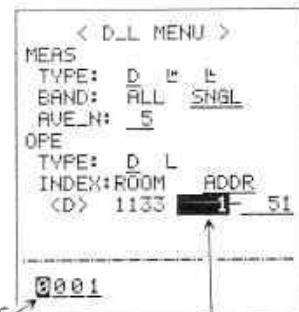 < D_L MENU >
MEAS
TYPE: D L" L
BAND: ALL SNGL
AVE_N: 5
OPE
TYPE: D L
INDEX:ROOM ADDR
<D> 1133 1- 51
0001